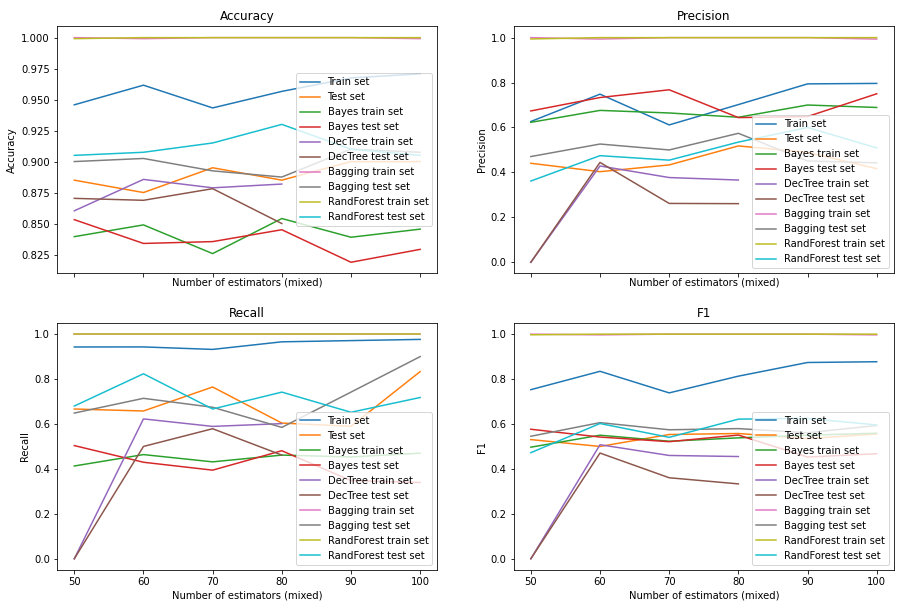 Accuracy
1.000
0.975
0.950
0.925
0.900
0.875
0.850
0.825
Accuracy
Train set
Test set
Bayes train set
Bayes test set
DecTree train set
DecTree test set
Bagging train set
Bagging test set
RandForest train set
RandForest test set
Number of estimators (mixed)
Precision
1.0
0.8
0.6
0.4
0.2
0.0
Precision
Train set
Test set
Bayes train set
Bayes test set
DecTree train set
DecTree test set
Bagging train set
Bagging test set
RandForest train set
RandForest test set
Number of estimators (mixed)
Recall
1.0
0.8
0.6
0.4
0.2
0.0
Recall
Train set
Test set
Bayes train set
Bayes test set
DecTree train set
DecTree test set
Bagging train set
Bagging test set
RandForest train set
RandForest test set
50 60 70 80 90 100
Number of estimators (mixed)
F1
1.0
0.8
0.6
0.4
0.2
0.0
F1
Train set
Test set
Bayes train set
Bayes test set
DecTree train set
DecTree test set
Bagging train set
Bagging test set
RandForest train set
RandForest test set
50 60 70 80 90 100
Number of estimators (mixed)